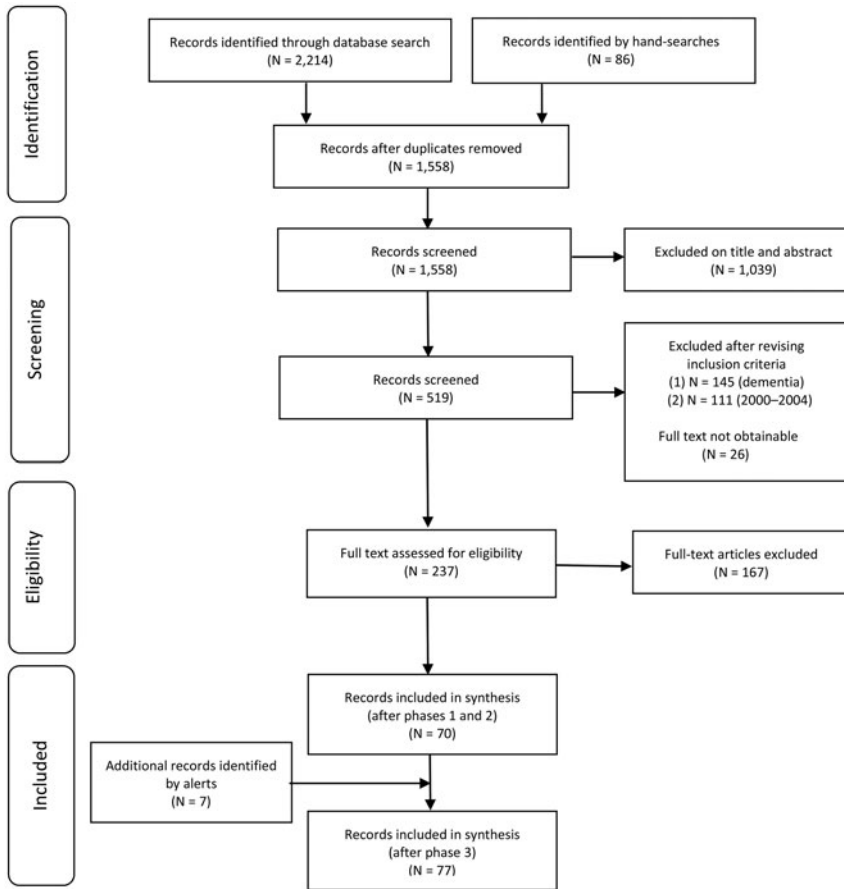 Identification
Records identified through database search
(N = 2,214)
Records identified by hand-searches
(N = 86)
Records after duplicates removed
(N = 1,558)
Screening
Records screened
(N = 1,558)
Excluded on title and abstract
(N = 1,039)
Records screened
(N = 519)
Excluded after revising
inclusion criteria
(1) N = 145 (dementia)
(2) N = 111 (2000–2004)
Full text not obtainable
(N = 26)
Eligibility
Full text assessed for eligibility
(N = 237)
Full-text articles excluded
(N = 167)
Included
Records included in synthesis
(after phases 1 and 2)
(N = 70)
Additional records identified
by alerts
(N = 7)
Records included in synthesis
(after phase 3)
(N = 77)